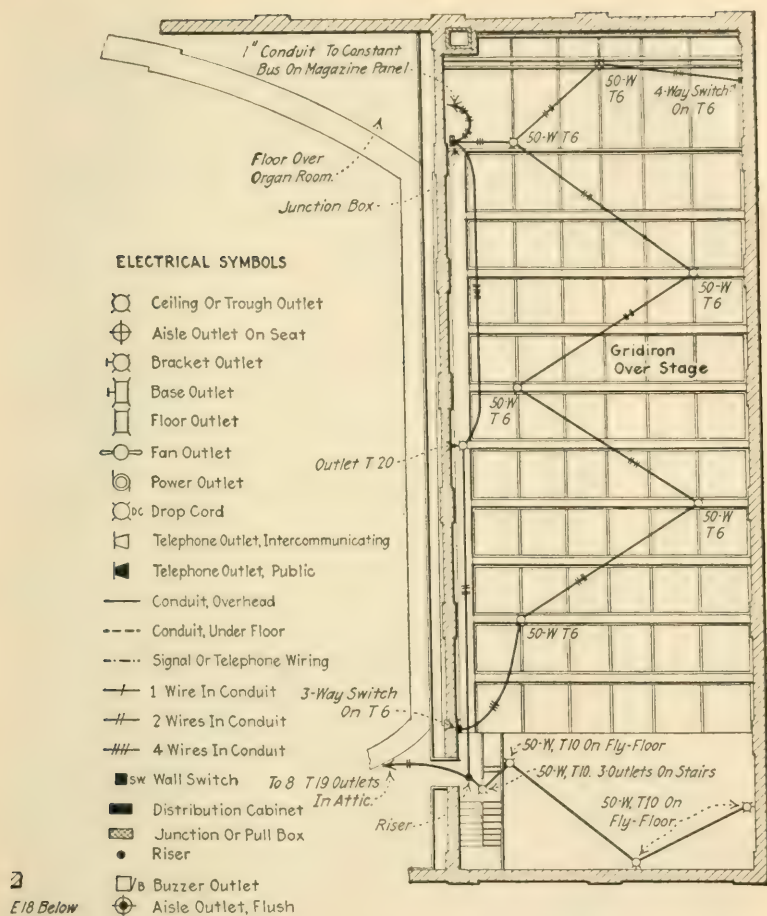 1" Conduit To Constant
Bus On Magazine Panel
50-W
T6
4-Way Switch
On T6
50-W T6
Floor Over
Organ Room.
Junction Box
ELECTRICAL SYMBOLS
Ceiling Or Trough Outlet
Aisle Outlet On Seat
Bracket Outlet
Base Outlet
Floor Outlet
Fan Outlet
Power Outlet
DC Drop Cord
Telephone Outlet, Intercommunicating
Telephone Outlet, Public
Conduit, Overhead
Conduit, Under Floor
Signal Or Telephone Wiring
1 Wire In Conduit
2 Wires In Conduit
4 Wires In Conduit
SW Wall Switch
Distribution Cabinet
Junction Or Pull Box
Riser
/B Buzzer Outlet
Aisle Outlet, Flush
E18 Below
50-W
T6
Gridiron
Over Stage
50-W
T6
Outlet T 20
50-W
T6
50-W T6
3-Way Switch
On T6
50-W, T10 On Fly-Floor
50-W, T10. 3-Outlets On Stairs
To 8 T19 Outlets
In Attic.
50-W, T10 On
Fly-Floor.
Riser